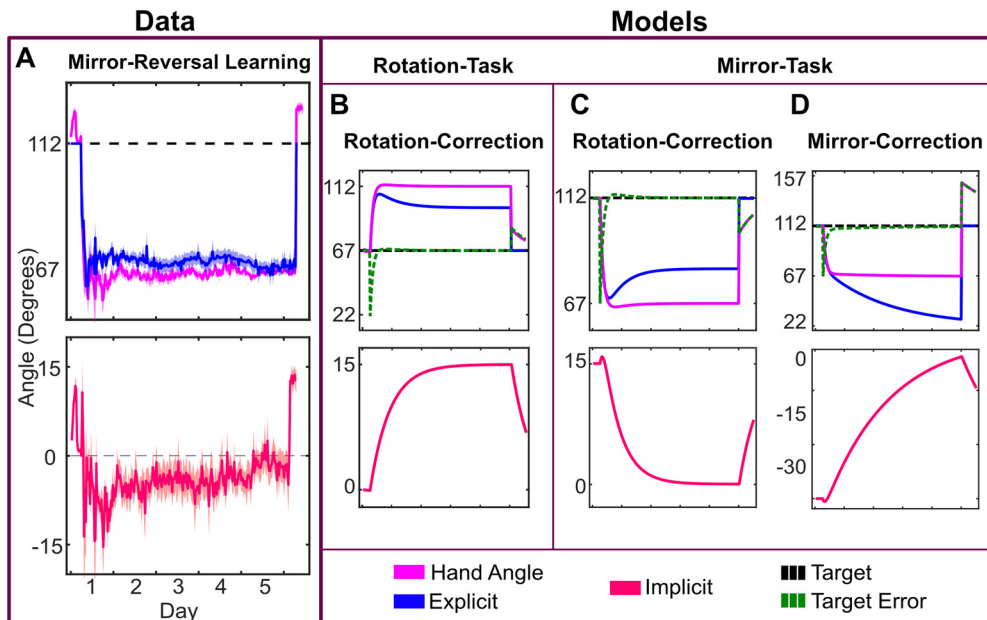 Data
Models
A
Mirror-Reversal Learning
Rotation-Task
Mirror-Task
B
C
D
Rotation-Correction
Rotation-Correction
Mirror-Correction
112
67
112
67
22
112
67
157
112
67
22
Angle (Degrees)
15
0
-15
15
0
15
0
0
-15
-30
1 2 3 4 5
Day
Hand Angle
Explicit
Implicit
Target
Target Error